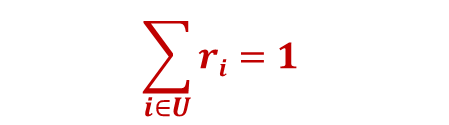 ∑ r_i = 1
i∈U